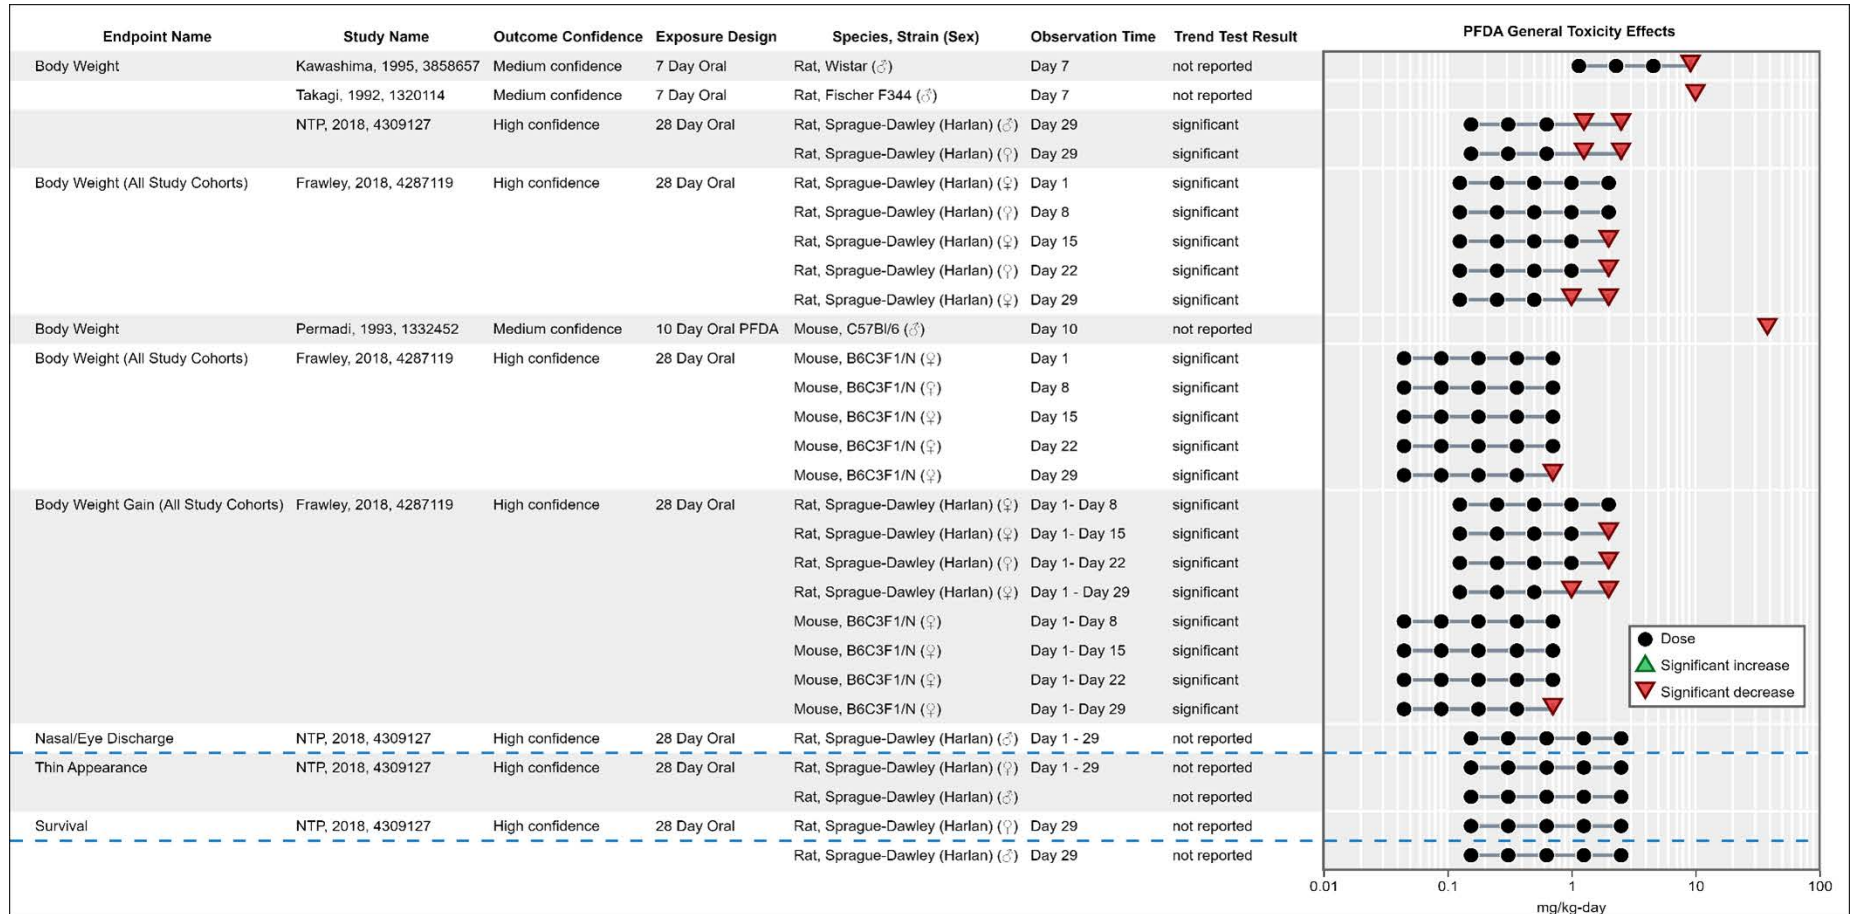 PFDA General Toxicity Effects
Endpoint Name Study Name Outcome Confidence Exposure Design Species, Strain (Sex) Observation Time Trend Test Result
Body Weight Kawashima, 1995, 3858657 Medium confidence 7 Day Oral Rat, Wistar (♂) Day 7 not reported
Takagi, 1992, 1320114 Medium confidence 7 Day Oral Rat, Fischer F344 (♂) Day 7 not reported
NTP, 2018, 4309127 High confidence 28 Day Oral Rat, Sprague-Dawley (Harlan) (♂) Day 29 significant
Rat, Sprague-Dawley (Harlan) (♀) Day 29 significant
Body Weight (All Study Cohorts) Frawley, 2018, 4287119 High confidence 28 Day Oral Rat, Sprague-Dawley (Harlan) (♀) Day 1 significant
Rat, Sprague-Dawley (Harlan) (♀) Day 8 significant
Rat, Sprague-Dawley (Harlan) (♀) Day 15 significant
Rat, Sprague-Dawley (Harlan) (♀) Day 22 significant
Rat, Sprague-Dawley (Harlan) (♀) Day 29 significant
Body Weight Permadi, 1993, 1332452 Medium confidence 10 Day Oral PFDA Mouse, C57Bl/6 (♂) Day 10 not reported
Body Weight (All Study Cohorts) Frawley, 2018, 4287119 High confidence 28 Day Oral Mouse, B6C3F1/N (♀) Day 1 significant
Mouse, B6C3F1/N (♀) Day 8 significant
Mouse, B6C3F1/N (♀) Day 15 significant
Mouse, B6C3F1/N (♀) Day 22 significant
Mouse, B6C3F1/N (♀) Day 29 significant
Body Weight Gain (All Study Cohorts) Frawley, 2018, 4287119 High confidence 28 Day Oral Rat, Sprague-Dawley (Harlan) (♀) Day 1- Day 8 significant
Rat, Sprague-Dawley (Harlan) (♀) Day 1- Day 15 significant
Rat, Sprague-Dawley (Harlan) (♀) Day 1- Day 22 significant
Rat, Sprague-Dawley (Harlan) (♀) Day 1 - Day 29 significant
Mouse, B6C3F1/N (♀) Day 1- Day 8 significant
Mouse, B6C3F1/N (♀) Day 1- Day 15 significant
Mouse, B6C3F1/N (♀) Day 1- Day 22 significant
Mouse, B6C3F1/N (♀) Day 1- Day 29 significant
Dose
Significant increase
Significant decrease
Nasal/Eye Discharge NTP, 2018, 4309127 High confidence 28 Day Oral Rat, Sprague-Dawley (Harlan) (♂) Day 1 - 29 not reported
Thin Appearance NTP, 2018, 4309127 High confidence 28 Day Oral Rat, Sprague-Dawley (Harlan) (♀) Day 1 - 29 not reported
Rat, Sprague-Dawley (Harlan) (♂) not reported
Survival NTP, 2018, 4309127 High confidence 28 Day Oral Rat, Sprague-Dawley (Harlan) (♀) Day 29 not reported
Rat, Sprague-Dawley (Harlan) (♂) Day 29 not reported
0.01 0.1 1 10 100
mg/kg-day